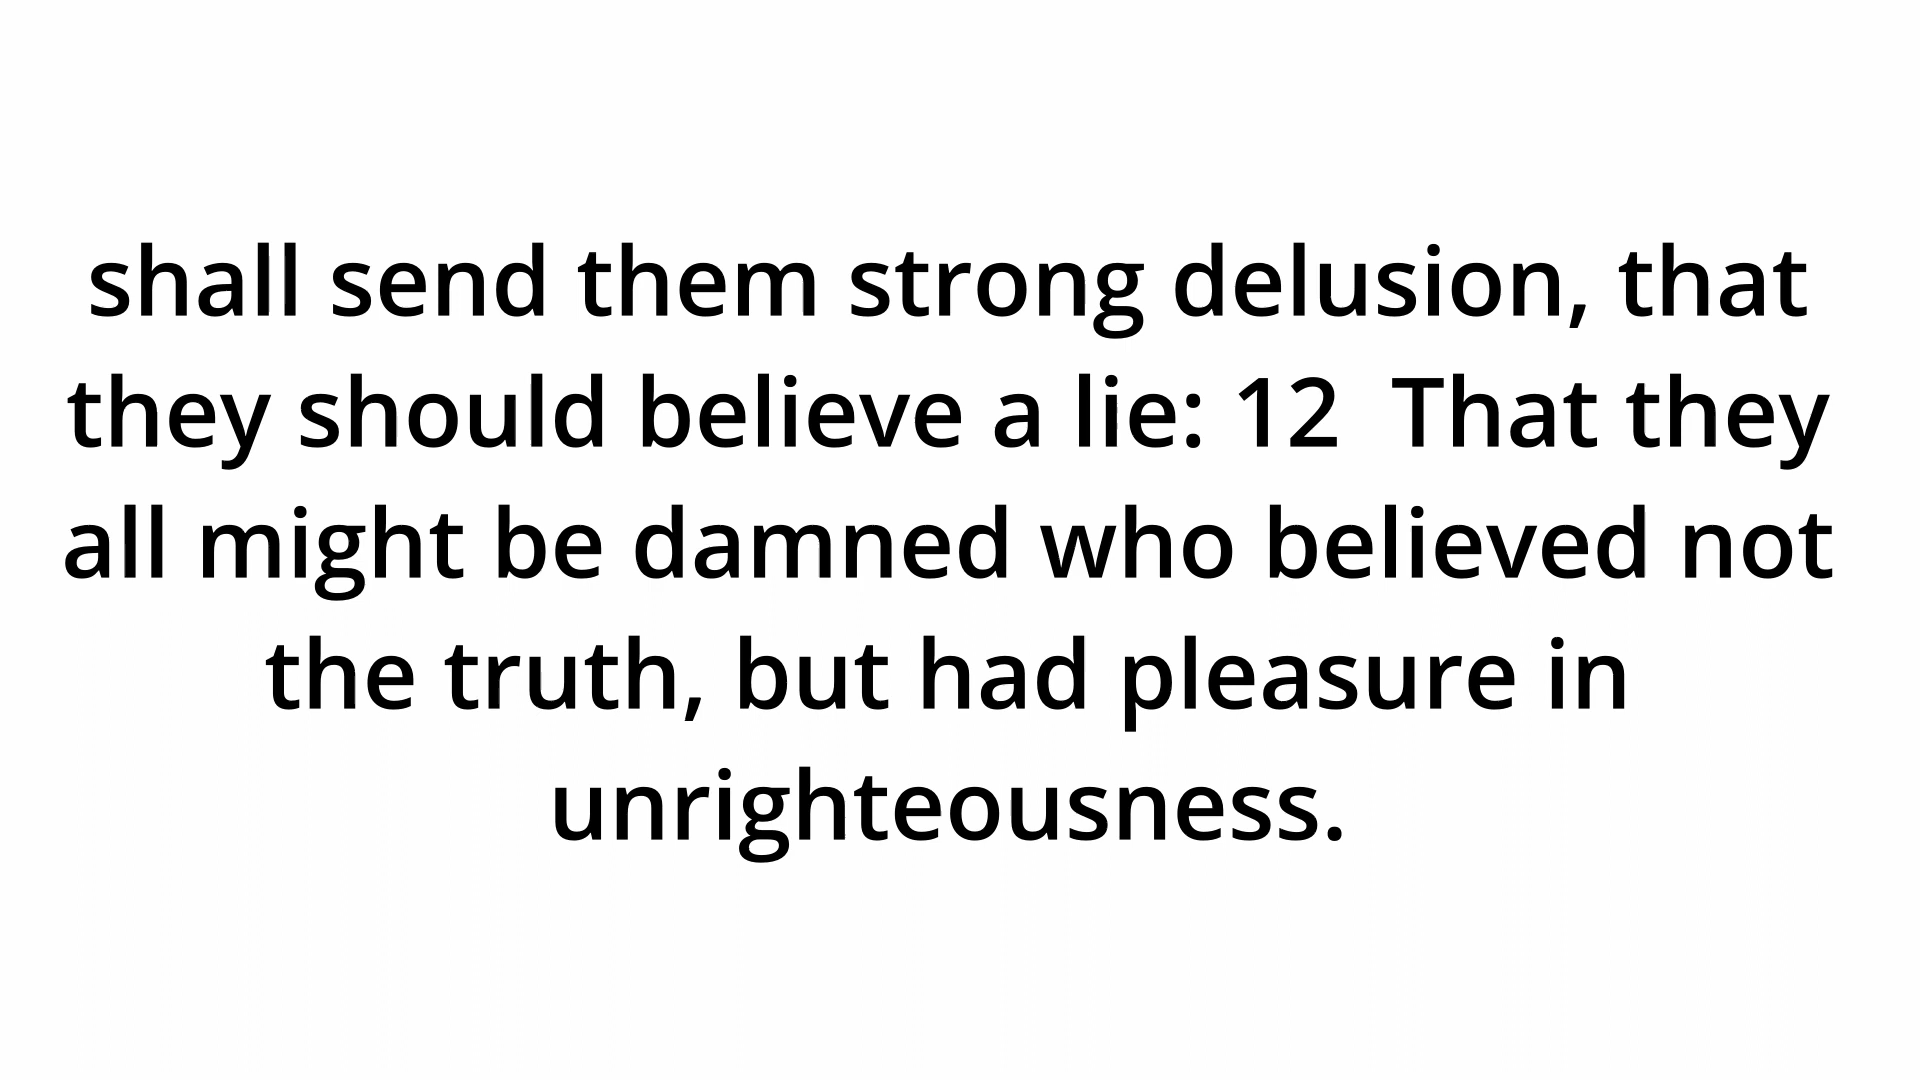 shall send them strong delusion, that
they should believe a lie: 12  That they
all might be damned who believed not
the truth, but had pleasure in
unrighteousness.